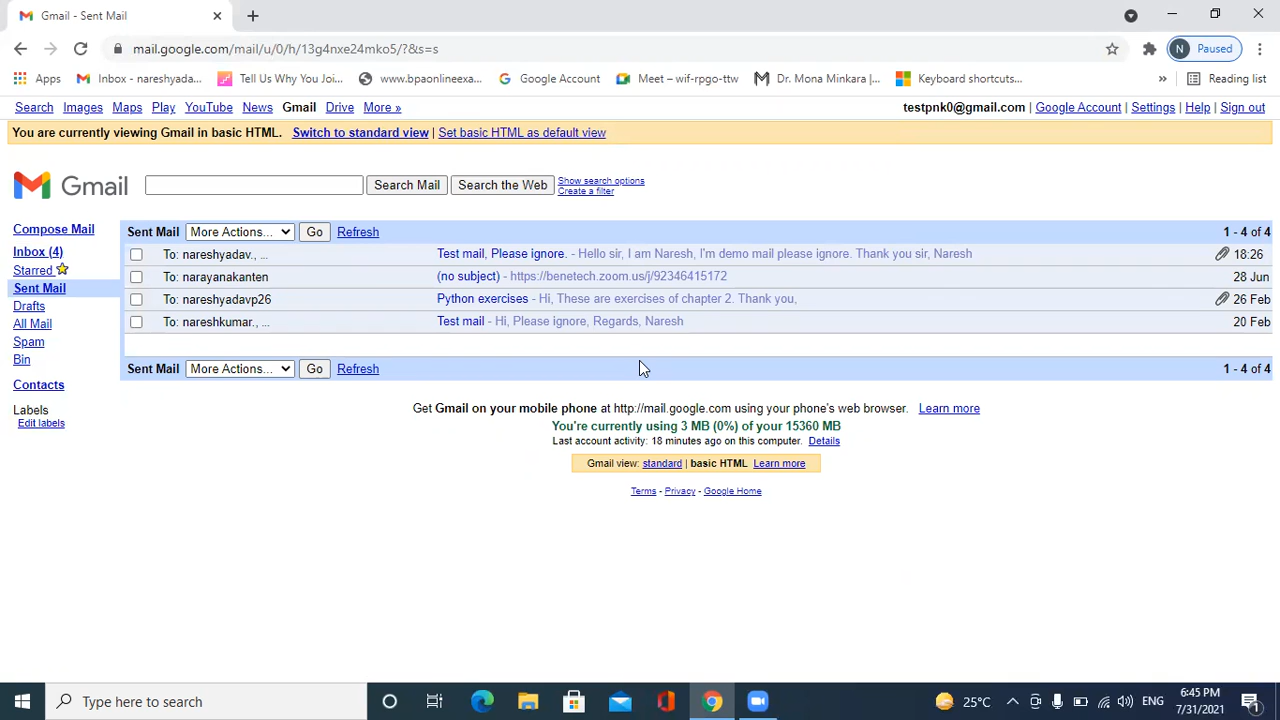 Gmail - Sent Mail
mail.google.com/mail/u/0/h/13g4nxe24mko5/?&s=s
N Paused
Apps Inbox - nareshyada... Tell Us Why You Joi... www.bpaonlineexa... Google Account Meet – wif-rpgo-ttw Dr. Mona Minkara |... Keyboard shortcuts... » Reading list
Search Images Maps Play YouTube News Gmail Drive More » testpnk0@gmail.com | Google Account | Settings | Help | Sign out
You are currently viewing Gmail in basic HTML. Switch to standard view | Set basic HTML as default view
Gmail Search Mail Search the Web Show search options
Create a filter
Compose Mail
Inbox (4)
Starred
Sent Mail
Drafts
All Mail
Spam
Bin
Contacts
Labels
Edit labels
Sent Mail More Actions... Go Refresh 1 - 4 of 4
To: nareshyadav., ... Test mail, Please ignore. - Hello sir, I am Naresh, I'm demo mail please ignore. Thank you sir, Naresh 18:26
To: narayanakanten (no subject) - https://benetech.zoom.us/j/92346415172 28 Jun
To: nareshyadavp26 Python exercises - Hi, These are exercises of chapter 2. Thank you, 26 Feb
To: nareshkumar., ... Test mail - Hi, Please ignore, Regards, Naresh 20 Feb
Sent Mail More Actions... Go Refresh 1 - 4 of 4
Get Gmail on your mobile phone at http://mail.google.com using your phone's web browser. Learn more
You're currently using 3 MB (0%) of your 15360 MB
Last account activity: 18 minutes ago on this computer. Details
Gmail view: standard | basic HTML Learn more
Terms - Privacy - Google Home
Type here to search 25°C ENG 6:45 PM
7/31/2021 1